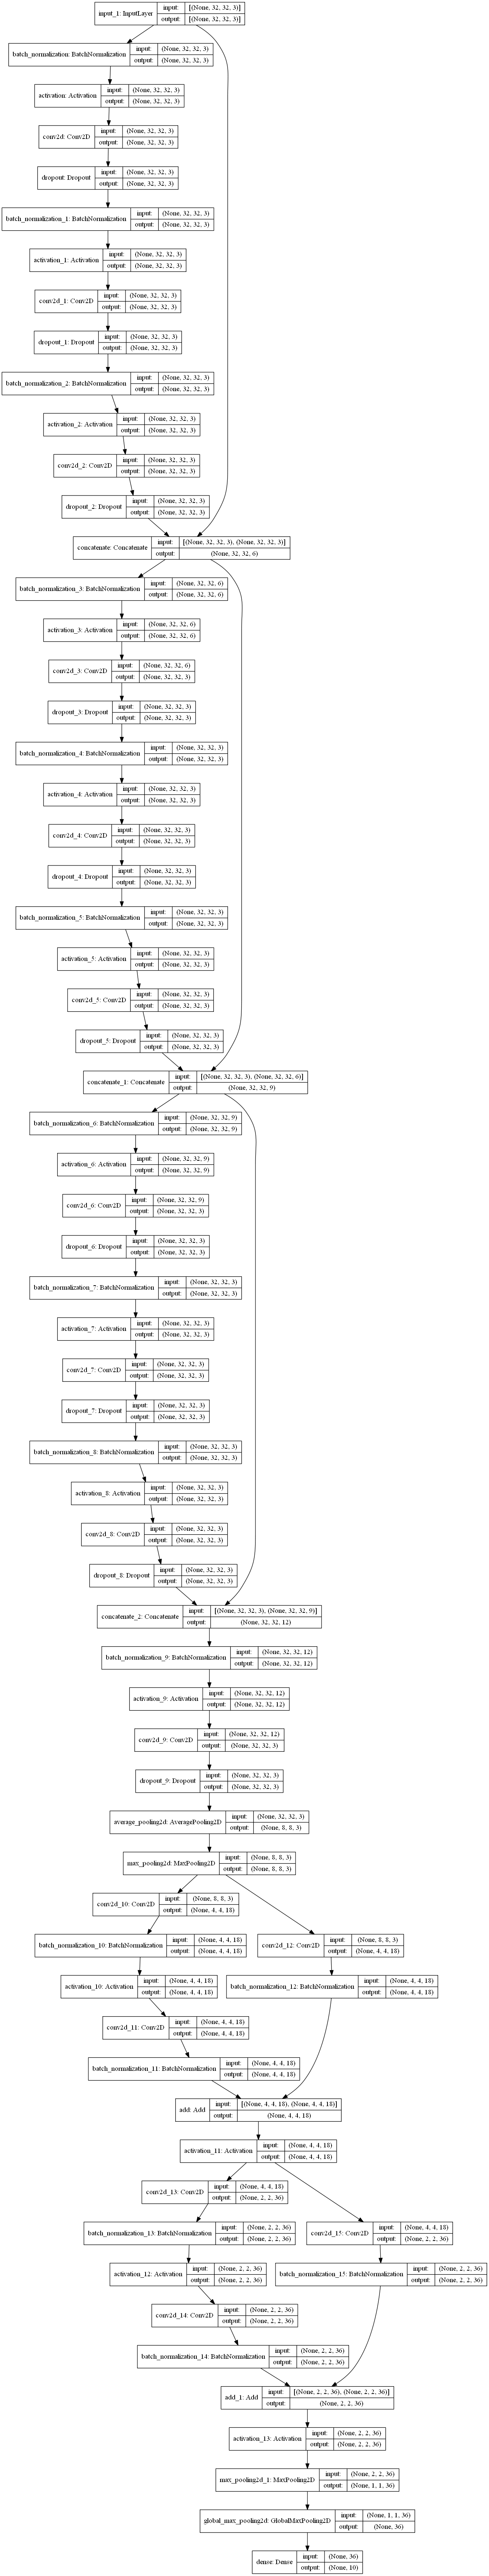 input_1: InputLayer input: [(None, 32, 32, 3)]
output: [(None, 32, 32, 3)]
batch_normalization: BatchNormalization input: (None, 32, 32, 3)
output: (None, 32, 32, 3)
activation: Activation input: (None, 32, 32, 3)
output: (None, 32, 32, 3)
conv2d: Conv2D input: (None, 32, 32, 3)
output: (None, 32, 32, 3)
dropout: Dropout input: (None, 32, 32, 3)
output: (None, 32, 32, 3)
batch_normalization_1: BatchNormalization input: (None, 32, 32, 3)
output: (None, 32, 32, 3)
activation_1: Activation input: (None, 32, 32, 3)
output: (None, 32, 32, 3)
conv2d_1: Conv2D input: (None, 32, 32, 3)
output: (None, 32, 32, 3)
dropout_1: Dropout input: (None, 32, 32, 3)
output: (None, 32, 32, 3)
batch_normalization_2: BatchNormalization input: (None, 32, 32, 3)
output: (None, 32, 32, 3)
activation_2: Activation input: (None, 32, 32, 3)
output: (None, 32, 32, 3)
conv2d_2: Conv2D input: (None, 32, 32, 3)
output: (None, 32, 32, 3)
dropout_2: Dropout input: (None, 32, 32, 3)
output: (None, 32, 32, 3)
concatenate: Concatenate input: [(None, 32, 32, 3), (None, 32, 32, 3)]
output: (None, 32, 32, 6)
batch_normalization_3: BatchNormalization input: (None, 32, 32, 6)
output: (None, 32, 32, 6)
activation_3: Activation input: (None, 32, 32, 6)
output: (None, 32, 32, 6)
conv2d_3: Conv2D input: (None, 32, 32, 6)
output: (None, 32, 32, 3)
dropout_3: Dropout input: (None, 32, 32, 3)
output: (None, 32, 32, 3)
batch_normalization_4: BatchNormalization input: (None, 32, 32, 3)
output: (None, 32, 32, 3)
activation_4: Activation input: (None, 32, 32, 3)
output: (None, 32, 32, 3)
conv2d_4: Conv2D input: (None, 32, 32, 3)
output: (None, 32, 32, 3)
dropout_4: Dropout input: (None, 32, 32, 3)
output: (None, 32, 32, 3)
batch_normalization_5: BatchNormalization input: (None, 32, 32, 3)
output: (None, 32, 32, 3)
activation_5: Activation input: (None, 32, 32, 3)
output: (None, 32, 32, 3)
conv2d_5: Conv2D input: (None, 32, 32, 3)
output: (None, 32, 32, 3)
dropout_5: Dropout input: (None, 32, 32, 3)
output: (None, 32, 32, 3)
concatenate_1: Concatenate input: [(None, 32, 32, 3), (None, 32, 32, 6)]
output: (None, 32, 32, 9)
batch_normalization_6: BatchNormalization input: (None, 32, 32, 9)
output: (None, 32, 32, 9)
activation_6: Activation input: (None, 32, 32, 9)
output: (None, 32, 32, 9)
conv2d_6: Conv2D input: (None, 32, 32, 9)
output: (None, 32, 32, 3)
dropout_6: Dropout input: (None, 32, 32, 3)
output: (None, 32, 32, 3)
batch_normalization_7: BatchNormalization input: (None, 32, 32, 3)
output: (None, 32, 32, 3)
activation_7: Activation input: (None, 32, 32, 3)
output: (None, 32, 32, 3)
conv2d_7: Conv2D input: (None, 32, 32, 3)
output: (None, 32, 32, 3)
dropout_7: Dropout input: (None, 32, 32, 3)
output: (None, 32, 32, 3)
batch_normalization_8: BatchNormalization input: (None, 32, 32, 3)
output: (None, 32, 32, 3)
activation_8: Activation input: (None, 32, 32, 3)
output: (None, 32, 32, 3)
conv2d_8: Conv2D input: (None, 32, 32, 3)
output: (None, 32, 32, 3)
dropout_8: Dropout input: (None, 32, 32, 3)
output: (None, 32, 32, 3)
concatenate_2: Concatenate input: [(None, 32, 32, 3), (None, 32, 32, 9)]
output: (None, 32, 32, 12)
batch_normalization_9: BatchNormalization input: (None, 32, 32, 12)
output: (None, 32, 32, 12)
activation_9: Activation input: (None, 32, 32, 12)
output: (None, 32, 32, 12)
conv2d_9: Conv2D input: (None, 32, 32, 12)
output: (None, 32, 32, 3)
dropout_9: Dropout input: (None, 32, 32, 3)
output: (None, 32, 32, 3)
average_pooling2d: AveragePooling2D input: (None, 32, 32, 3)
output: (None, 8, 8, 3)
max_pooling2d: MaxPooling2D input: (None, 8, 8, 3)
output: (None, 8, 8, 3)
conv2d_10: Conv2D input: (None, 8, 8, 3)
output: (None, 4, 4, 18)
batch_normalization_10: BatchNormalization input: (None, 4, 4, 18)
output: (None, 4, 4, 18)
conv2d_12: Conv2D input: (None, 8, 8, 3)
output: (None, 4, 4, 18)
activation_10: Activation input: (None, 4, 4, 18)
output: (None, 4, 4, 18)
batch_normalization_12: BatchNormalization input: (None, 4, 4, 18)
output: (None, 4, 4, 18)
conv2d_11: Conv2D input: (None, 4, 4, 18)
output: (None, 4, 4, 18)
batch_normalization_11: BatchNormalization input: (None, 4, 4, 18)
output: (None, 4, 4, 18)
add: Add input: [(None, 4, 4, 18), (None, 4, 4, 18)]
output: (None, 4, 4, 18)
activation_11: Activation input: (None, 4, 4, 18)
output: (None, 4, 4, 18)
conv2d_13: Conv2D input: (None, 4, 4, 18)
output: (None, 2, 2, 36)
batch_normalization_13: BatchNormalization input: (None, 2, 2, 36)
output: (None, 2, 2, 36)
conv2d_15: Conv2D input: (None, 4, 4, 18)
output: (None, 2, 2, 36)
activation_12: Activation input: (None, 2, 2, 36)
output: (None, 2, 2, 36)
batch_normalization_15: BatchNormalization input: (None, 2, 2, 36)
output: (None, 2, 2, 36)
conv2d_14: Conv2D input: (None, 2, 2, 36)
output: (None, 2, 2, 36)
batch_normalization_14: BatchNormalization input: (None, 2, 2, 36)
output: (None, 2, 2, 36)
add_1: Add input: [(None, 2, 2, 36), (None, 2, 2, 36)]
output: (None, 2, 2, 36)
activation_13: Activation input: (None, 2, 2, 36)
output: (None, 2, 2, 36)
max_pooling2d_1: MaxPooling2D input: (None, 2, 2, 36)
output: (None, 1, 1, 36)
global_max_pooling2d: GlobalMaxPooling2D input: (None, 1, 1, 36)
output: (None, 36)
dense: Dense input: (None, 36)
output: (None, 10)